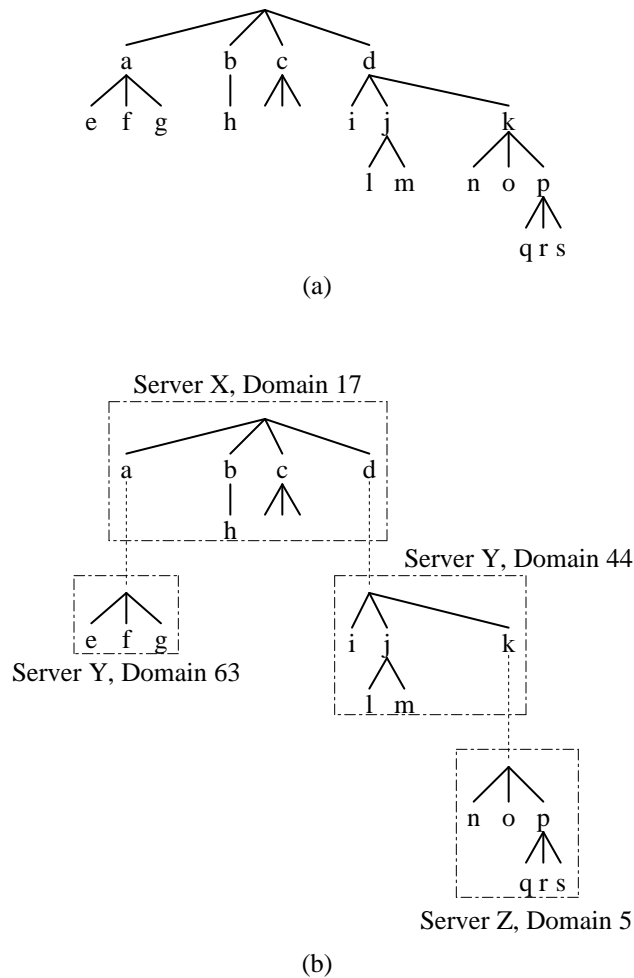 a b c d
e f g h i j k
l m n o p
q r s
(a)
Server X, Domain 17
a b c d
h
Server Y, Domain 44
e f g i j k
Server Y, Domain 63
l m
n o p
q r s
Server Z, Domain 5
(b)